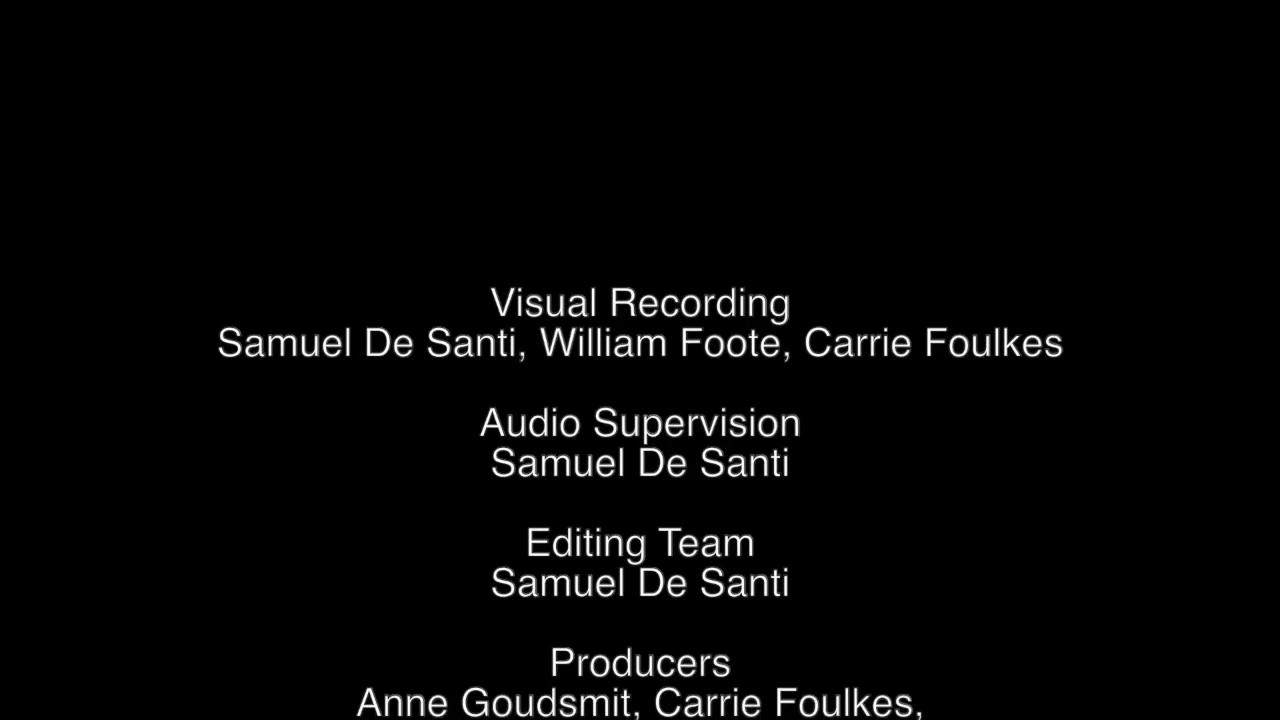 Visual Recording
Samuel De Santi, William Foote, Carrie Foulkes
Audio Supervision
Samuel De Santi
Editing Team
Samuel De Santi
Producers
Anne Goudsmit, Carrie Foulkes,